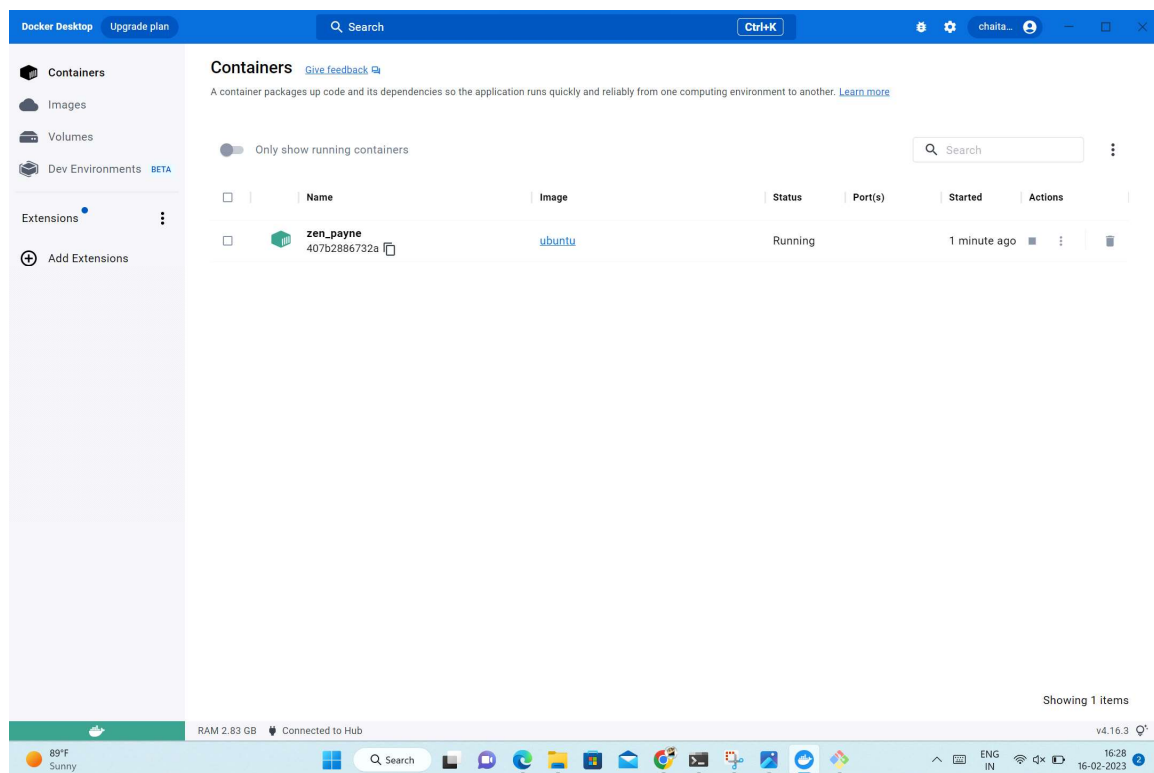 Docker Desktop Upgrade plan Search Ctrl+K chaita...
Containers
Images
Volumes
Dev Environments BETA
Extensions
Add Extensions
Containers Give feedback
A container packages up code and its dependencies so the application runs quickly and reliably from one computing environment to another. Learn more
Only show running containers Search
Name Image Status Port(s) Started Actions
zen_payne
407b2886732a ubuntu Running 1 minute ago
Showing 1 items
RAM 2.83 GB Connected to Hub v4.16.3
89°F
Sunny
Search
ENG
IN
16:28
16-02-2023
2